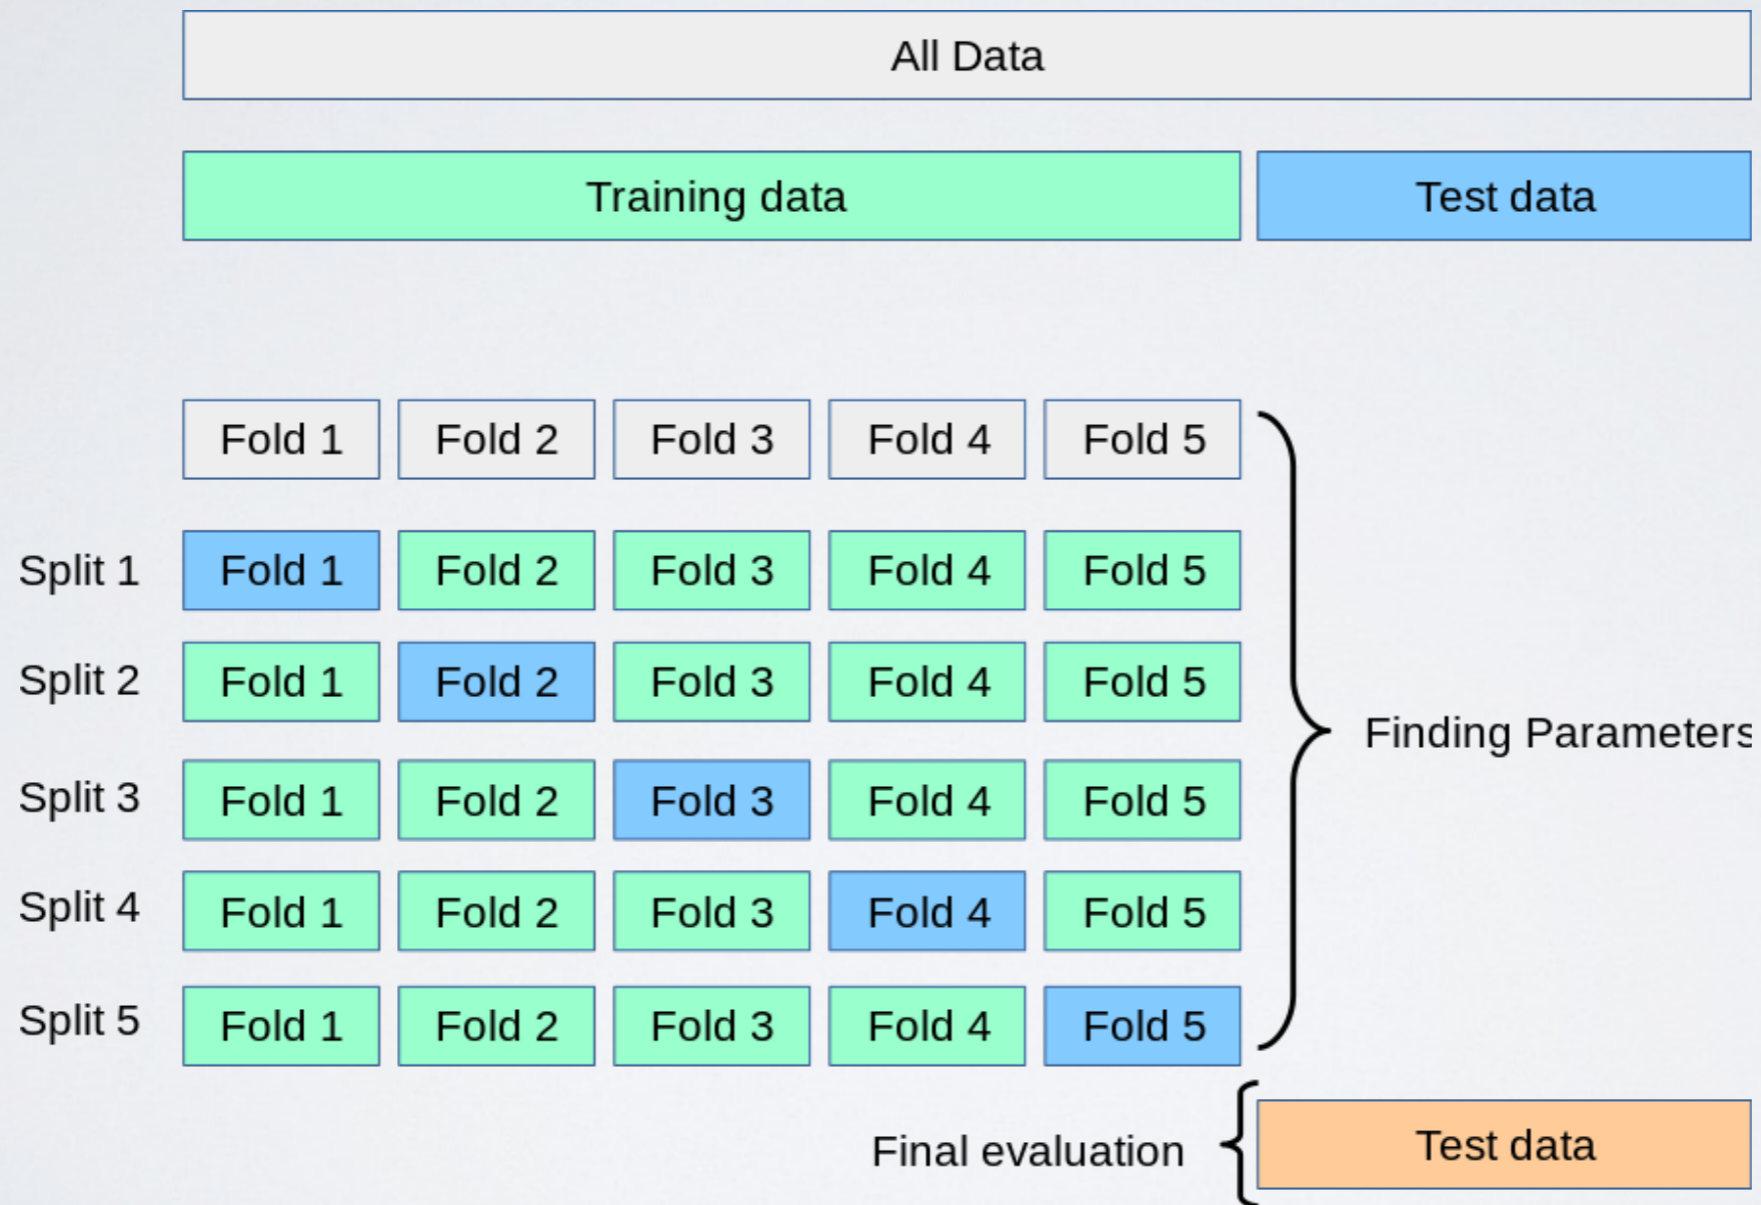 All Data
Training data Test data
Fold 1 Fold 2 Fold 3 Fold 4 Fold 5
Split 1 Fold 1 Fold 2 Fold 3 Fold 4 Fold 5
Split 2 Fold 1 Fold 2 Fold 3 Fold 4 Fold 5
Finding Parameters
Split 3 Fold 1 Fold 2 Fold 3 Fold 4 Fold 5
Split 4 Fold 1 Fold 2 Fold 3 Fold 4 Fold 5
Split 5 Fold 1 Fold 2 Fold 3 Fold 4 Fold 5
Final evaluation Test data